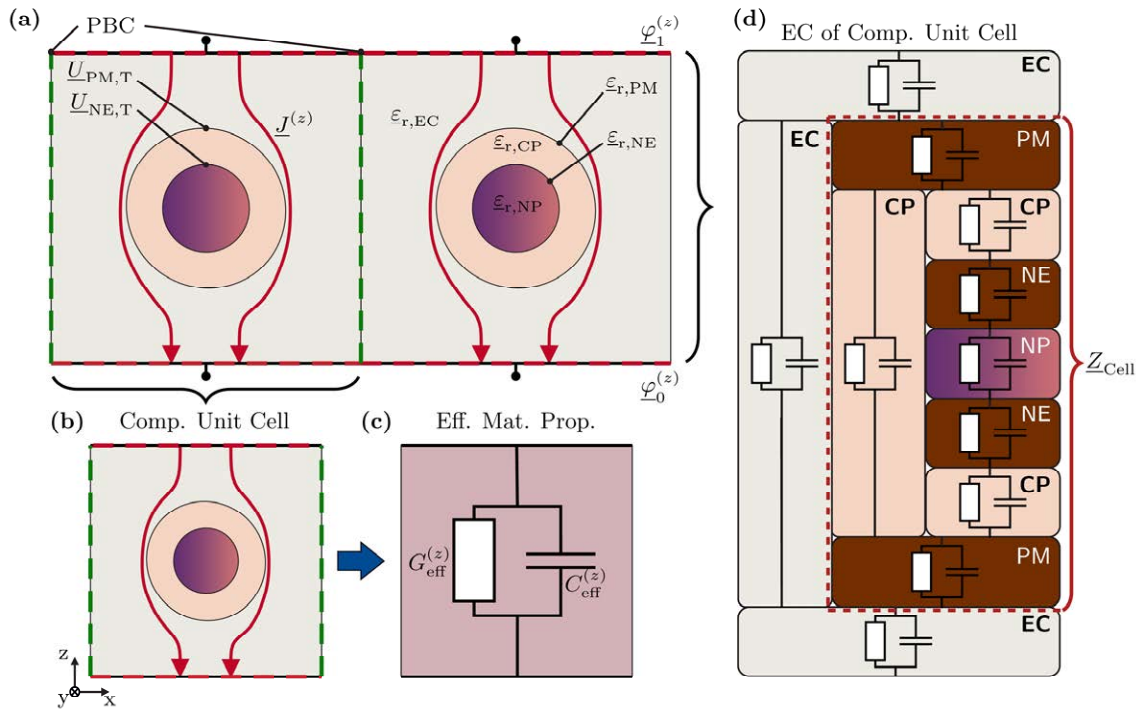 (a)
PBC
φ₁⁽ᶻ⁾
U_PM,T
U_NE,T
J⁽ᶻ⁾
ε_r,EC
ε_r,CP
ε_r,PM
ε_r,NE
ε_r,NP
φ₀⁽ᶻ⁾
(b) Comp. Unit Cell
z
y
x
(c) Eff. Mat. Prop.
G_eff⁽ᶻ⁾
C_eff⁽ᶻ⁾
(d)
EC of Comp. Unit Cell
EC
EC
PM
CP
CP
NE
NP
Z_Cell
NE
CP
PM
EC